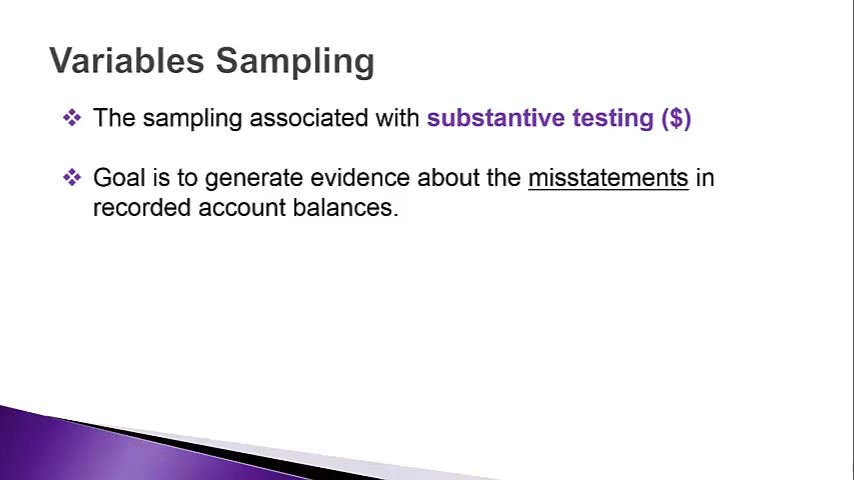 Variables Sampling
❖ The sampling associated with substantive testing ($)
❖ Goal is to generate evidence about the misstatements in
recorded account balances.